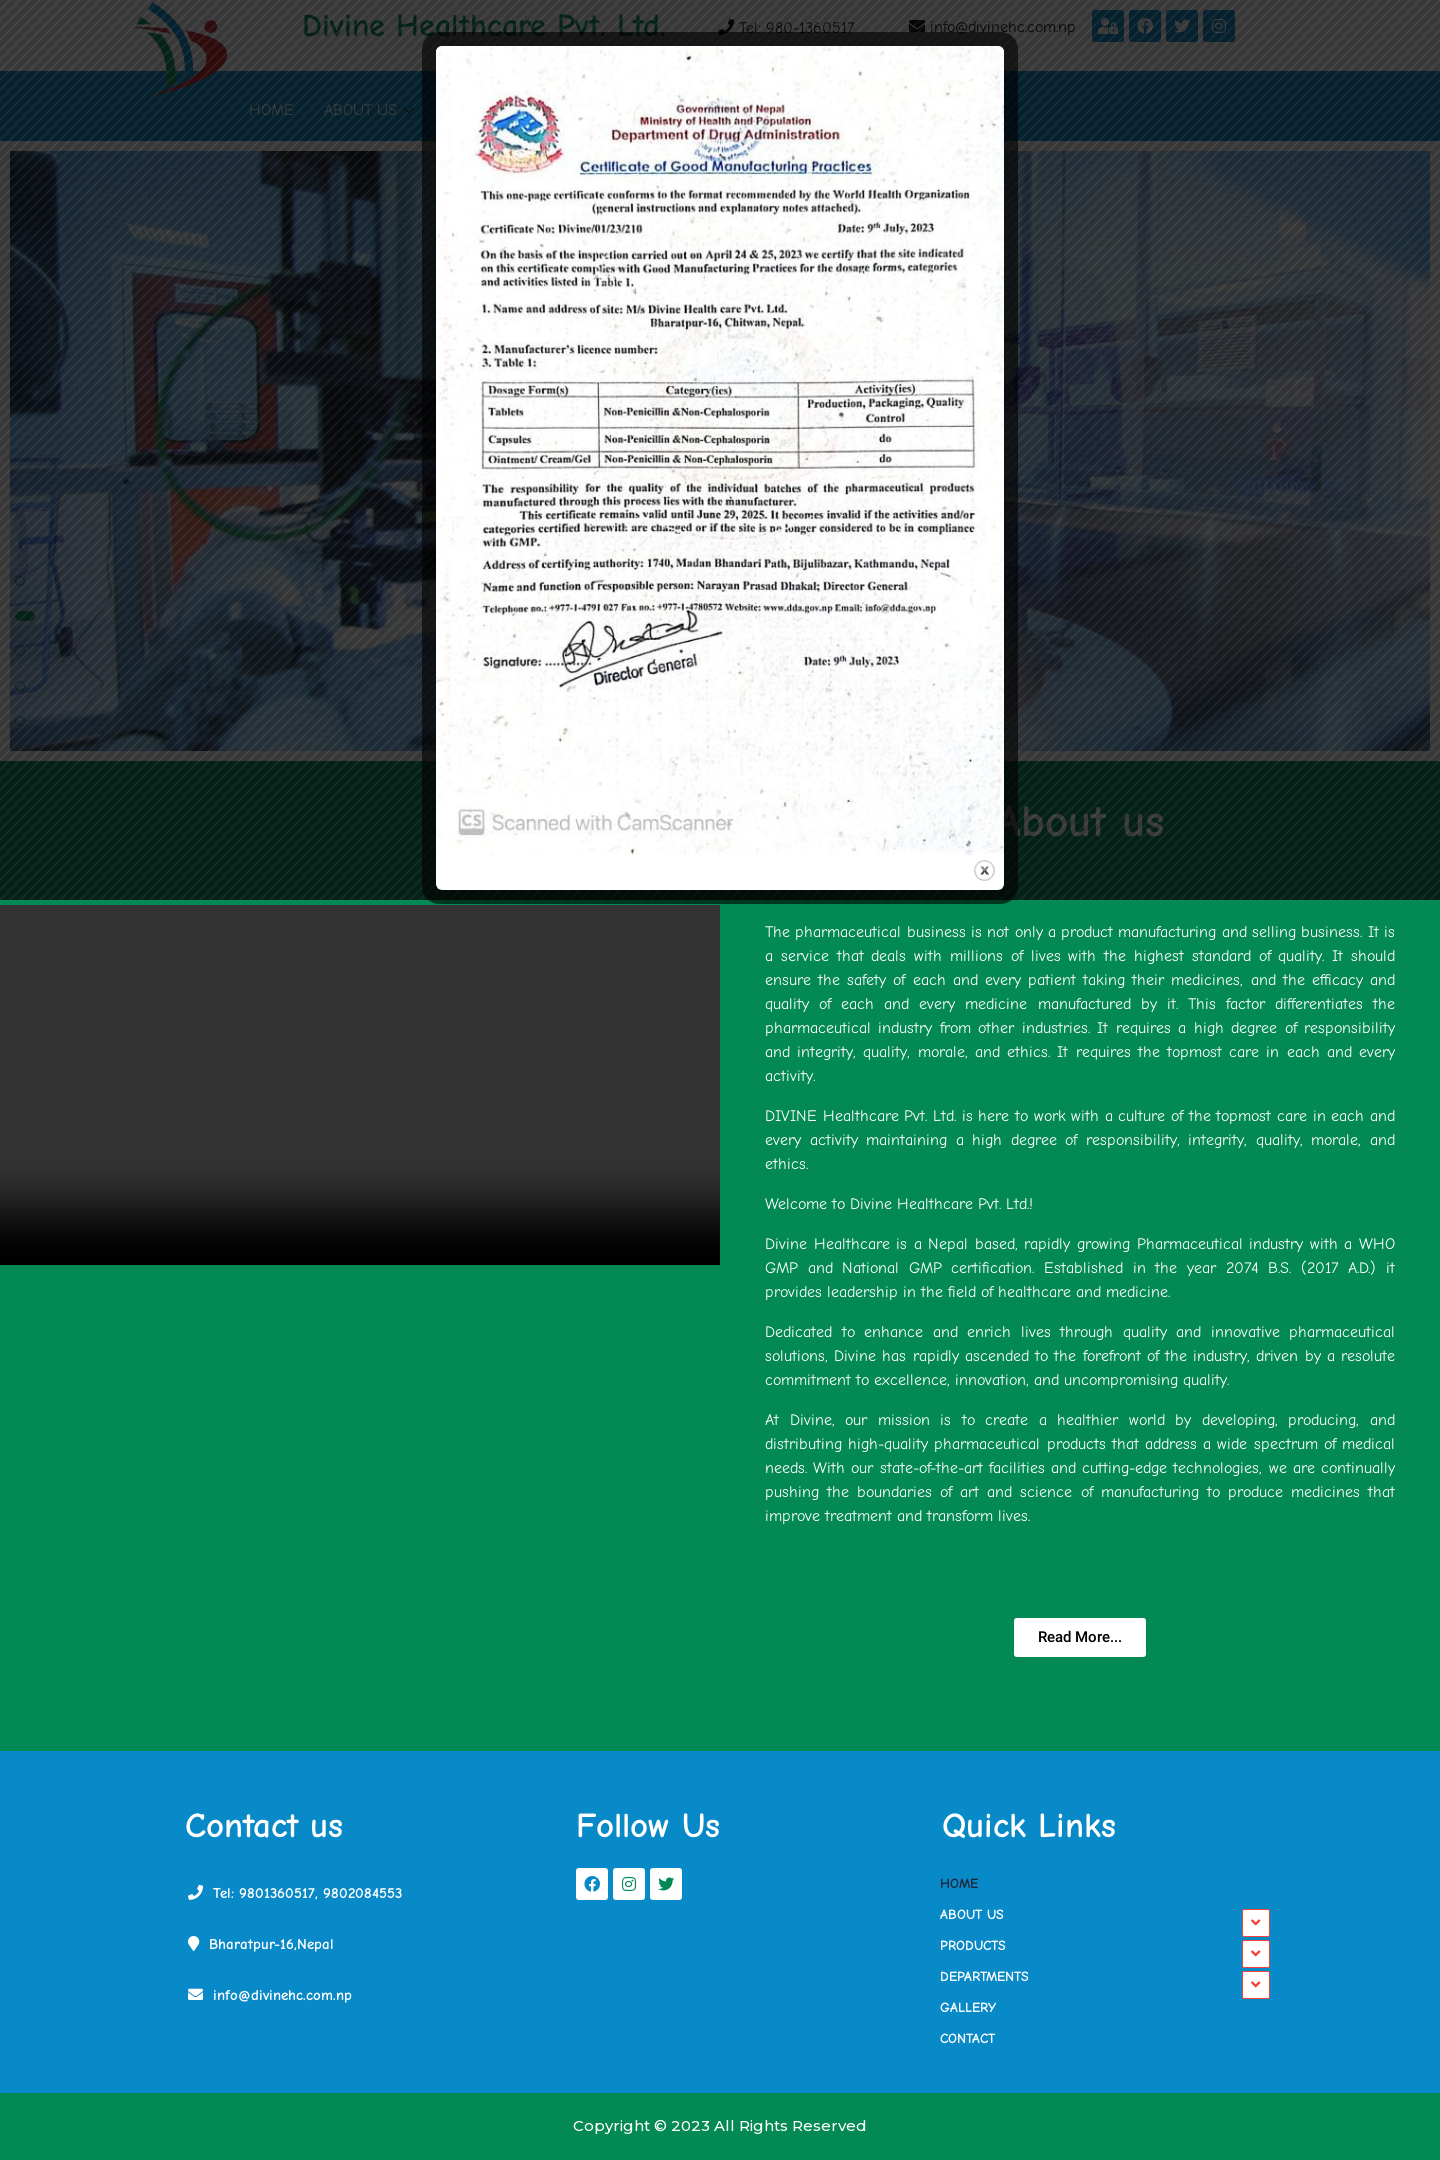 Divine Healthcare Pvt. Ltd.
Tel: 980-1360517
info@divinehc.com.np
HOME
ABOUT US
Government of Nepal
Ministry of Health and Population
Department of Drug Administration
Certificate of Good Manufacturing Practices
This one-page certificate conforms to the format recommended by the World Health Organization
(general instructions and explanatory notes attached).
Certificate No: Divine/01/23/210
Date: 9th July, 2023
On the basis of the inspection carried out on April 24 & 25, 2023 we certify that the site indicated
on this certificate complies with Good Manufacturing Practices for the dosage forms, categories
and activities listed in Table 1.
1. Name and address of site: M/s Divine Health care Pvt. Ltd.
Bharatpur-16, Chitwan, Nepal.
2. Manufacturer's licence number:
3. Table 1:
Dosage Form(s) Category(ies) Activity(ies)
Tablets Non-Penicillin &Non-Cephalosporin Production, Packaging, Quality
Control
Capsules Non-Penicillin &Non-Cephalosporin do
Ointment/ Cream/Gel Non-Penicillin & Non-Cephalosporin do
The responsibility for the quality of the individual batches of the pharmaceutical products
manufactured through this process lies with the manufacturer.
This certificate remains valid until June 29, 2025. It becomes invalid if the activities and/or
categories certified herewith are changed or if the site is no longer considered to be in compliance
with GMP.
Address of certifying authority: 1740, Madan Bhandari Path, Bijulibazar, Kathmandu, Nepal
Name and function of responsible person: Narayan Prasad Dhakal; Director General
Telephone no.: +977-1-4791 027 Fax no.: +977-1-4780572 Website: www.dda.gov.np Email: info@dda.gov.np
Signature: ...........
Director General
Date: 9th July, 2023
CS Scanned with CamScanner
About us
The pharmaceutical business is not only a product manufacturing and selling business. It is
a service that deals with millions of lives with the highest standard of quality. It should
ensure the safety of each and every patient taking their medicines, and the efficacy and
quality of each and every medicine manufactured by it. This factor differentiates the
pharmaceutical industry from other industries. It requires a high degree of responsibility
and integrity, quality, morale, and ethics. It requires the topmost care in each and every
activity.
DIVINE Healthcare Pvt. Ltd. is here to work with a culture of the topmost care in each and
every activity maintaining a high degree of responsibility, integrity, quality, morale, and
ethics.
Welcome to Divine Healthcare Pvt. Ltd.!
Divine Healthcare is a Nepal based, rapidly growing Pharmaceutical industry with a WHO
GMP and National GMP certification. Established in the year 2074 B.S. (2017 A.D.) it
provides leadership in the field of healthcare and medicine.
Dedicated to enhance and enrich lives through quality and innovative pharmaceutical
solutions, Divine has rapidly ascended to the forefront of the industry, driven by a resolute
commitment to excellence, innovation, and uncompromising quality.
At Divine, our mission is to create a healthier world by developing, producing, and
distributing high-quality pharmaceutical products that address a wide spectrum of medical
needs. With our state-of-the-art facilities and cutting-edge technologies, we are continually
pushing the boundaries of art and science of manufacturing to produce medicines that
improve treatment and transform lives.
Read More...
Contact us
Tel: 9801360517, 9802084553
Bharatpur-16,Nepal
info@divinehc.com.np
Follow Us
Quick Links
HOME
ABOUT US
PRODUCTS
DEPARTMENTS
GALLERY
CONTACT
Copyright © 2023 All Rights Reserved